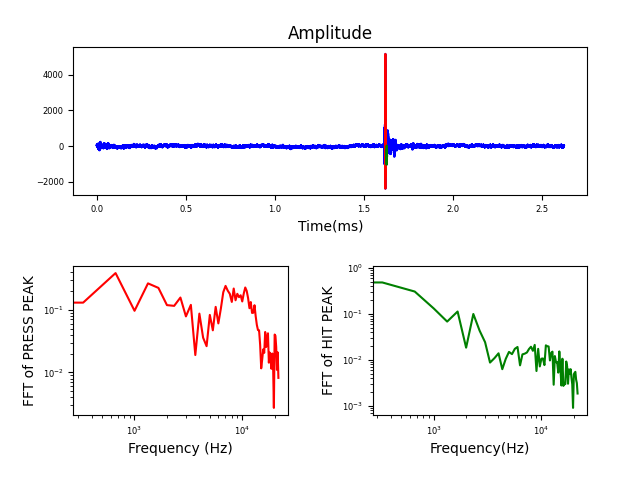 Amplitude
4000
2000
0
−2000
0.0 0.5 1.0 1.5 2.0 2.5
Time(ms)
FFT of PRESS PEAK
10⁻¹
10⁻²
10³ 10⁴
Frequency (Hz)
FFT of HIT PEAK
10⁰
10⁻¹
10⁻²
10⁻³
10³ 10⁴
Frequency(Hz)